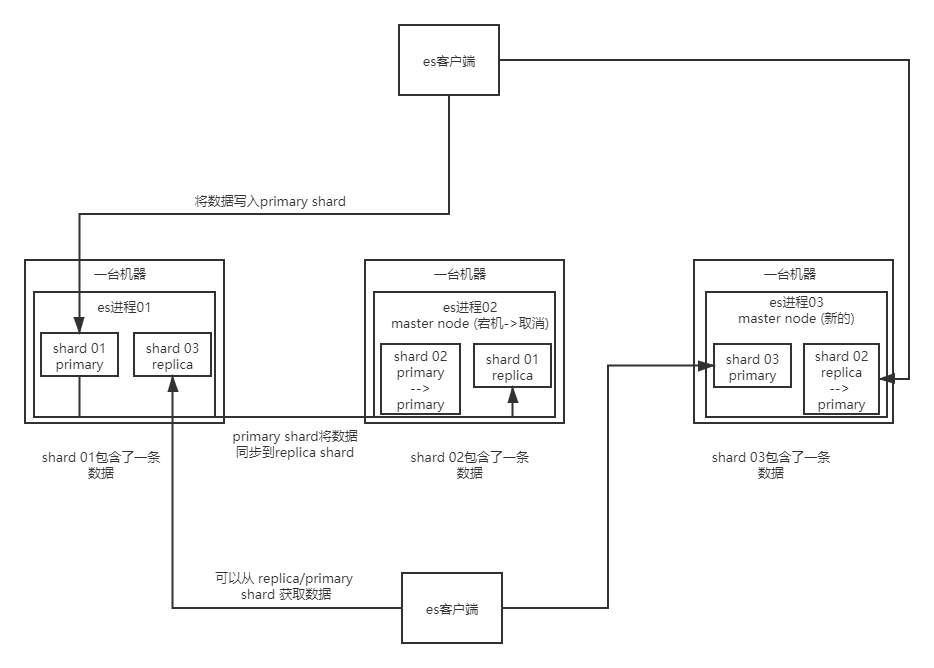 es客户端
将数据写入primary shard
一台机器
es进程01
shard 01
primary
shard 03
replica
一台机器
es进程02
master node (宕机->取消)
shard 02
primary
-->
primary
shard 01
replica
一台机器
es进程03
master node (新的)
shard 03
primary
shard 02
replica
-->
primary
primary shard将数据
同步到replica shard
shard 01包含了一条
数据
shard 02包含了一条
数据
shard 03包含了一条
数据
可以从 replica/primary
shard 获取数据
es客户端